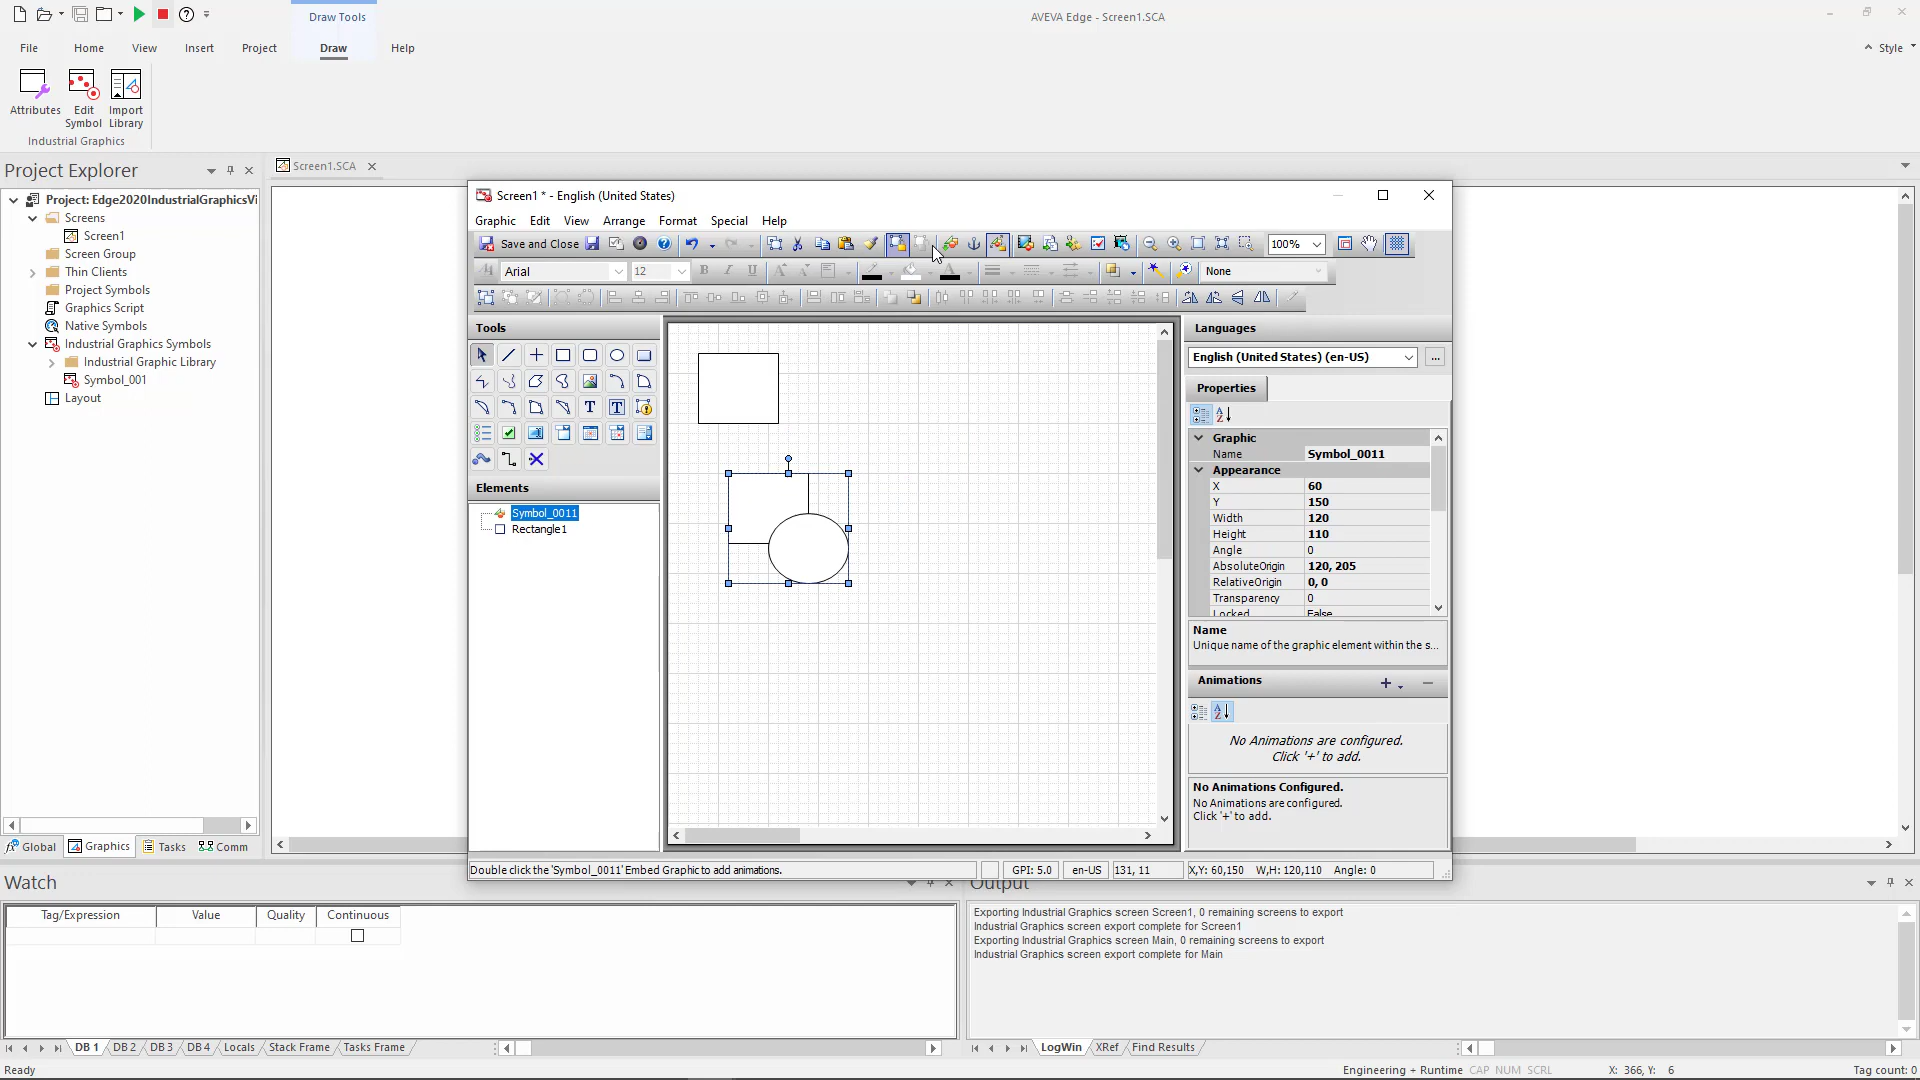 Draw Tools
AVEVA Edge - Screen1.SCA
File Home View Insert Project Draw Help
Style
Attributes Edit Symbol Import Library
Industrial Graphics
Project Explorer
Screen1.SCA
Project: Edge2020IndustrialGraphicsVi
Screens
Screen1
Screen Group
Thin Clients
Project Symbols
Graphics Script
Native Symbols
Industrial Graphics Symbols
Industrial Graphic Library
Symbol_001
Layout
Global Graphics Tasks Comm
Screen1 * - English (United States)
Graphic Edit View Arrange Format Special Help
Save and Close
100%
Arial 12
None
Tools
Elements
Symbol_0011
Rectangle1
Languages
English (United States) (en-US)
...
Properties
Graphic
Name Symbol_0011
Appearance
X 60
Y 150
Width 120
Height 110
Angle 0
AbsoluteOrigin 120, 205
RelativeOrigin 0, 0
Transparency 0
Locked False
Name
Unique name of the graphic element within the s...
Animations
No Animations are configured.
Click '+' to add.
No Animations Configured.
No Animations are configured.
Click '+' to add.
Double click the 'Symbol_0011' Embed Graphic to add animations.
GPI: 5.0 en-US 131, 11 X,Y: 60,150 W,H: 120,110 Angle: 0
Watch
Tag/Expression Value Quality Continuous
DB 1 DB 2 DB 3 DB 4 Locals Stack Frame Tasks Frame
Output
Exporting Industrial Graphics screen Screen1, 0 remaining screens to export
Industrial Graphics screen export complete for Screen1
Exporting Industrial Graphics screen Main, 0 remaining screens to export
Industrial Graphics screen export complete for Main
LogWin XRef Find Results
Ready
Engineering + Runtime CAP NUM SCRL X: 366, Y: 6 Tag count: 0